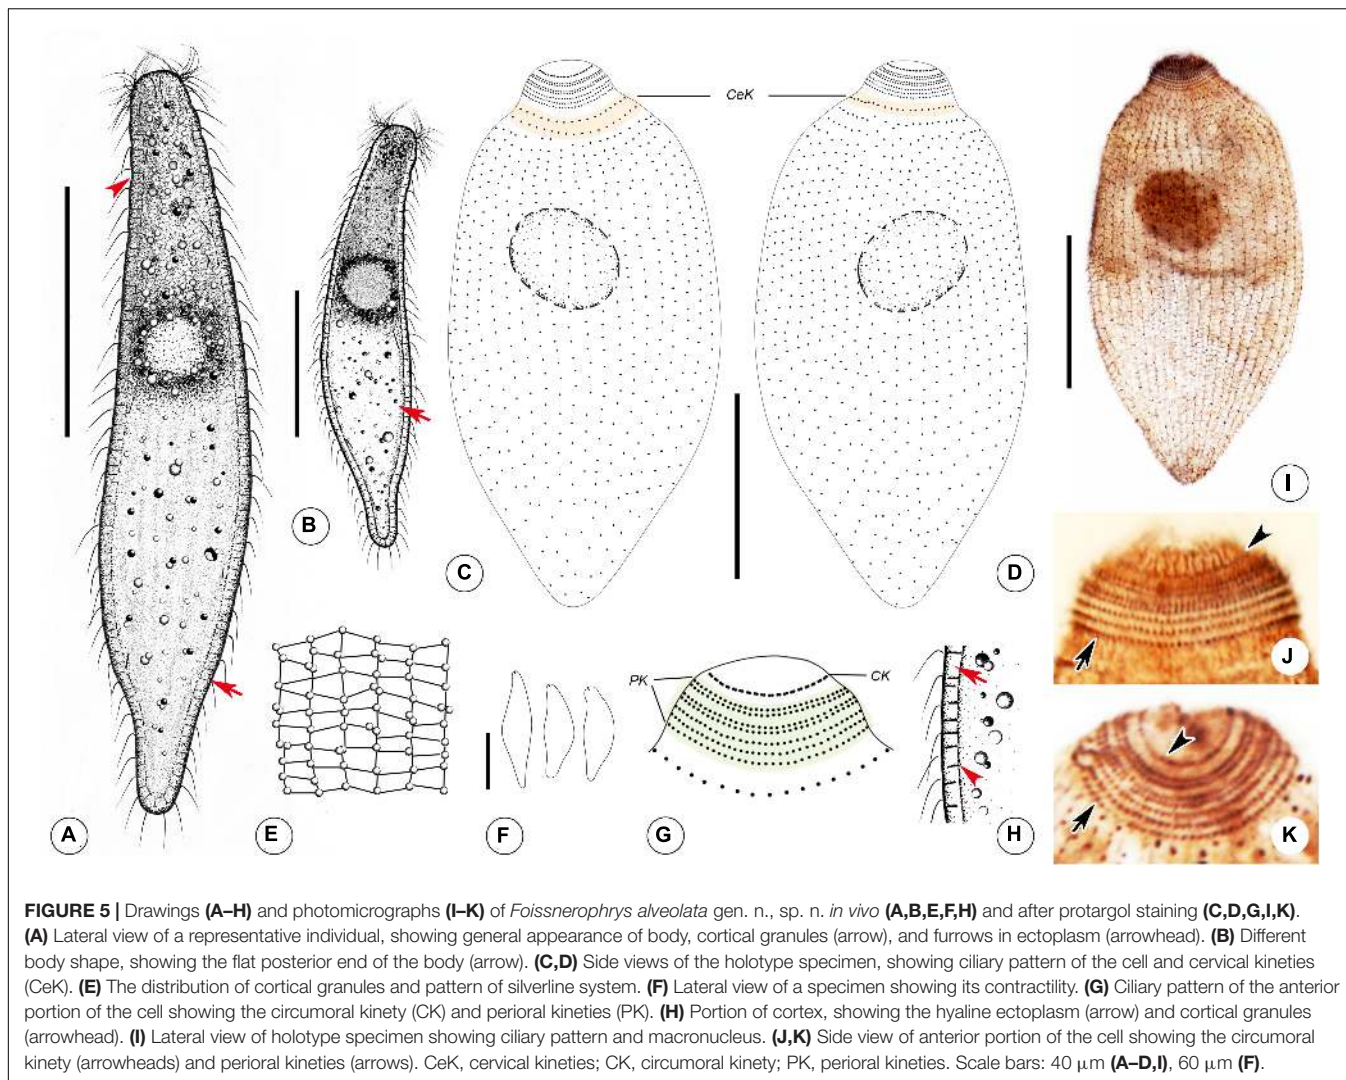 A
B
C
CeK
D
I
J
K
E
F
PK
CK
G
H
FIGURE 5 | Drawings (A–H) and photomicrographs (I–K) of Foissnerophrys alveolata gen. n., sp. n. in vivo (A,B,E,F,H) and after protargol staining (C,D,G,I,K).
(A) Lateral view of a representative individual, showing general appearance of body, cortical granules (arrow), and furrows in ectoplasm (arrowhead). (B) Different
body shape, showing the flat posterior end of the body (arrow). (C,D) Side views of the holotype specimen, showing ciliary pattern of the cell and cervical kineties
(CeK). (E) The distribution of cortical granules and pattern of silverline system. (F) Lateral view of a specimen showing its contractility. (G) Ciliary pattern of the anterior
portion of the cell showing the circumoral kinety (CK) and perioral kineties (PK). (H) Portion of cortex, showing the hyaline ectoplasm (arrow) and cortical granules
(arrowhead). (I) Lateral view of holotype specimen showing ciliary pattern and macronucleus. (J,K) Side view of anterior portion of the cell showing the circumoral
kinety (arrowheads) and perioral kineties (arrows). CeK, cervical kineties; CK, circumoral kinety; PK, perioral kineties. Scale bars: 40 μm (A–D,I), 60 μm (F).